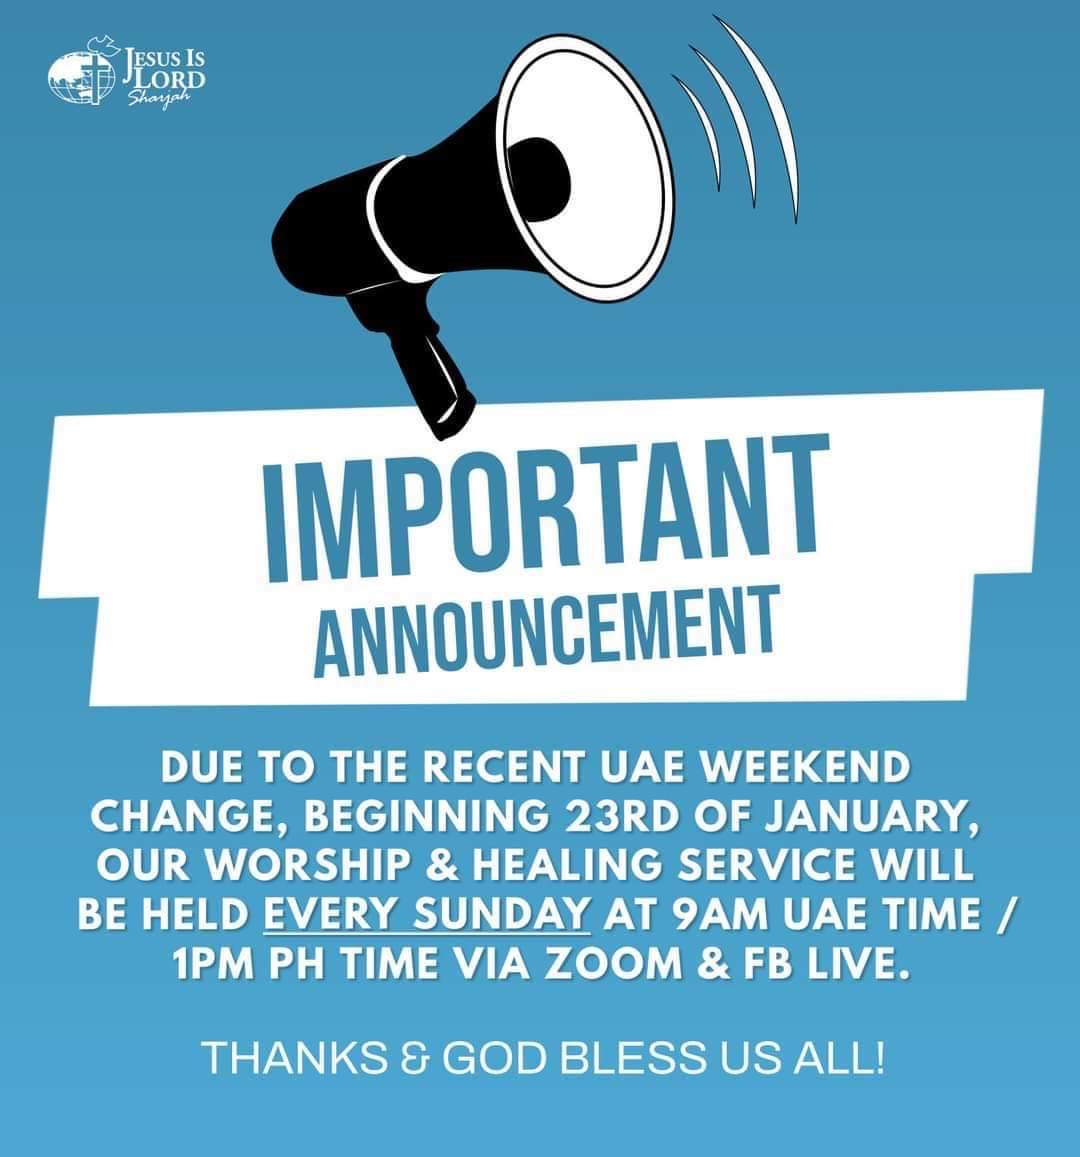 JESUS IS
LORD
Sharjah
IMPORTANT
ANNOUNCEMENT
DUE TO THE RECENT UAE WEEKEND
CHANGE, BEGINNING 23RD OF JANUARY,
OUR WORSHIP & HEALING SERVICE WILL
BE HELD EVERY SUNDAY AT 9AM UAE TIME /
1PM PH TIME VIA ZOOM & FB LIVE.
THANKS & GOD BLESS US ALL!